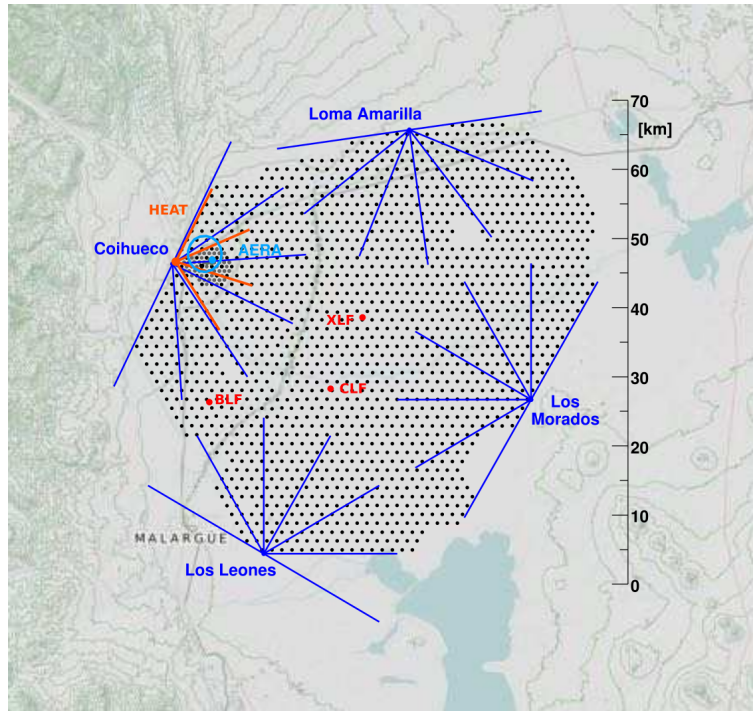 Loma Amarilla
70
[km]
60
HEAT
Coihueco
AERA
50
40
XLF
30
CLF
BLF
Los
Morados
20
10
MALARGÜE
Los Leones
0